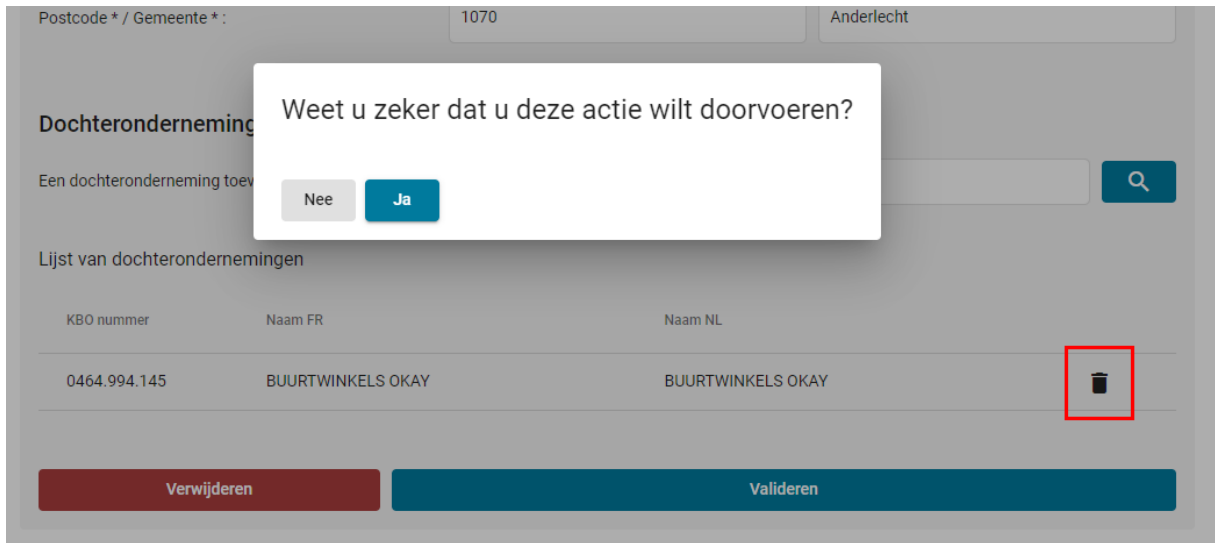 Postcode * / Gemeente * : 1070 Anderlecht
Weet u zeker dat u deze actie wilt doorvoeren?
Dochteronderneming
Een dochteronderneming toev
Nee Ja
Lijst van dochterondernemingen
KBO nummer Naam FR Naam NL
0464.994.145 BUURTWINKELS OKAY BUURTWINKELS OKAY
Verwijderen Valideren